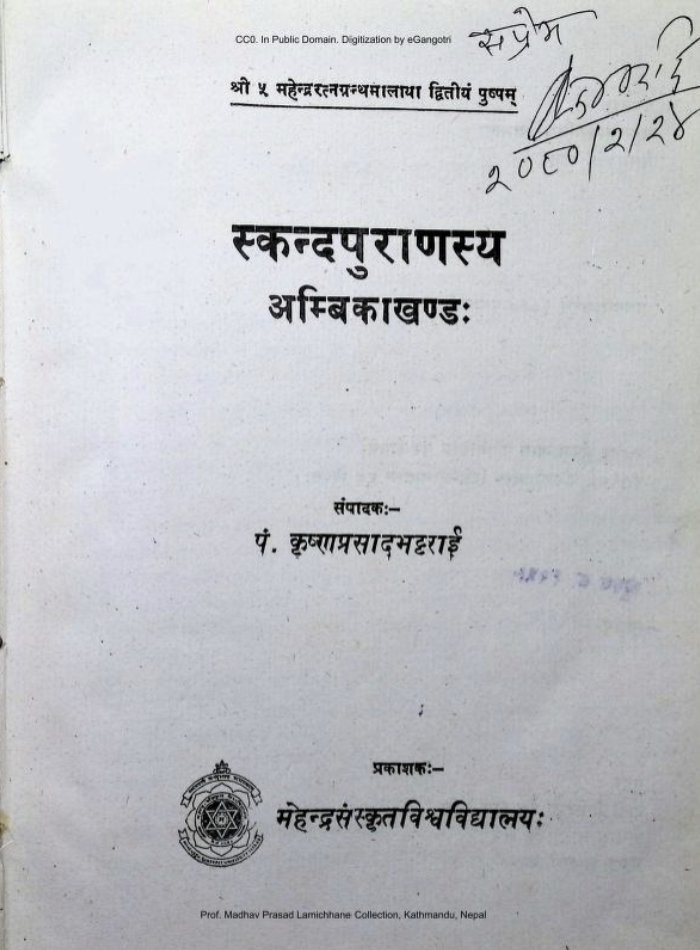 CC0. In Public Domain. Digitization by eGangotri
सप्रेम
श्री ५ महेन्द्ररत्नग्रन्थमालाया द्वितीयं पुष्पम्
२०६०/२/२४
स्कन्दपुराणस्य
अम्बिकाखण्डः
संपादकः–
पं. कृष्णप्रसादभट्टराई
प्रकाशकः–
महेन्द्रसंस्कृतविश्वविद्यालयः
Prof. Madhav Prasad Lamichhane Collection, Kathmandu, Nepal